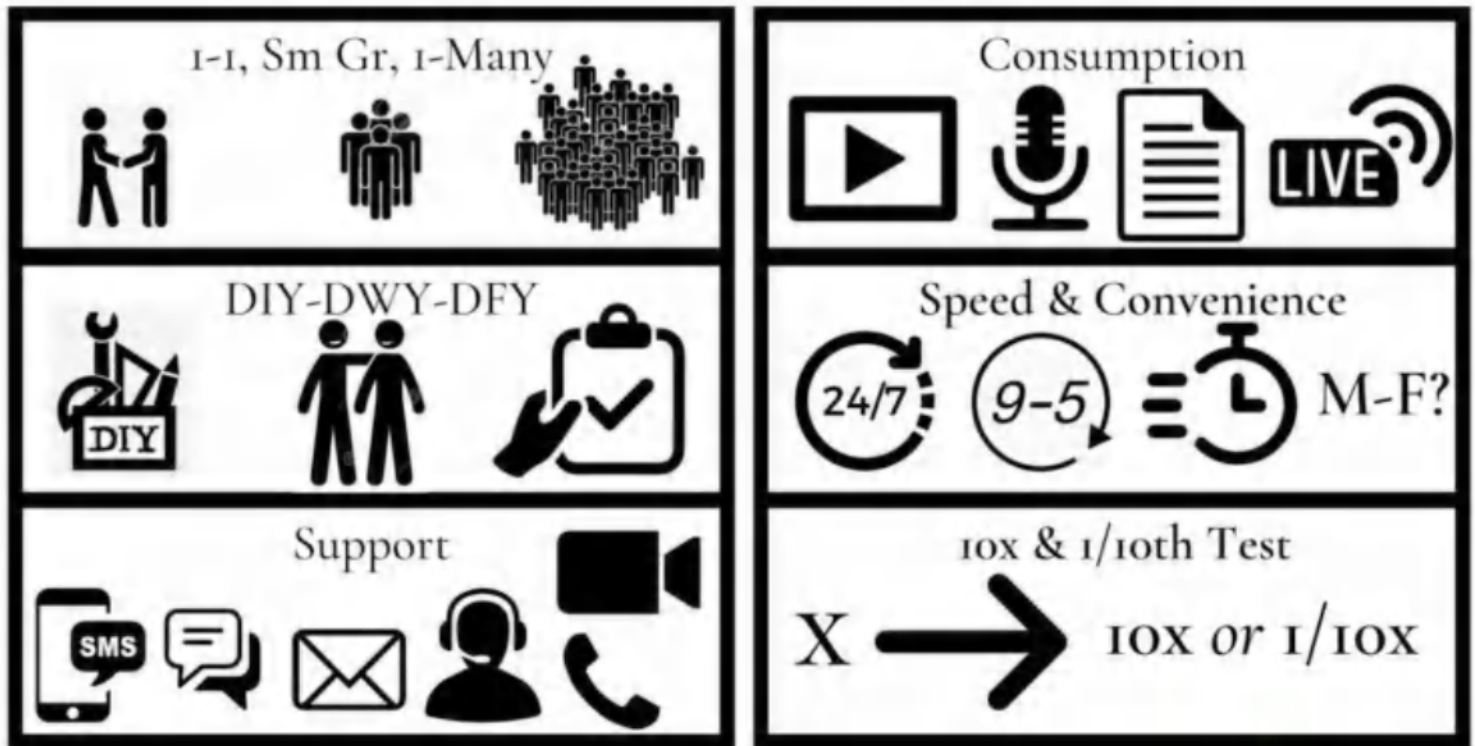 1-1, Sm Gr, 1-Many
DIY-DWY-DFY
DIY
Support
SMS
Consumption
LIVE
Speed & Convenience
24/7
9-5
M-F?
10x & 1/10th Test
X 10x or 1/10x